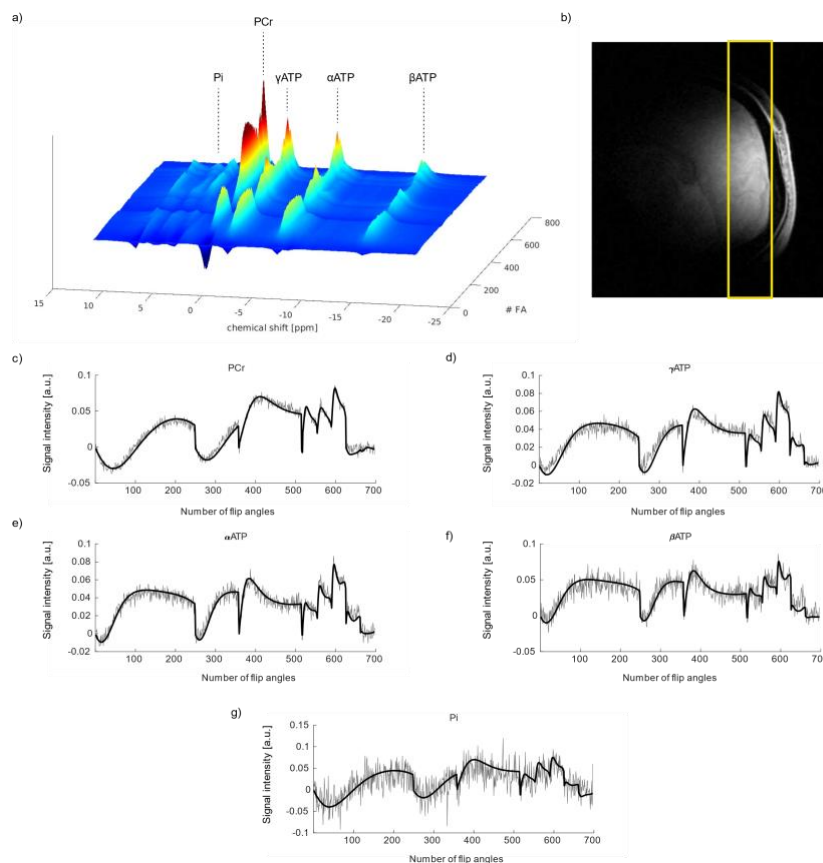 a)
b)
PCr
Pi
γATP
αATP
βATP
800
600
400
200
0
# FA
15
10
5
0
-5
-10
-15
-20
-25
chemical shift [ppm]
c)
PCr
Signal intensity [a.u.]
0.1
0.05
0
-0.05
100 200 300 400 500 600 700
Number of flip angles
d)
γATP
Signal intensity [a.u.]
0.1
0.08
0.06
0.04
0.02
0
-0.02
100 200 300 400 500 600 700
Number of flip angles
e)
αATP
Signal intensity [a.u.]
0.1
0.08
0.06
0.04
0.02
0
-0.02
100 200 300 400 500 600 700
Number of flip angles
f)
βATP
Signal intensity [a.u.]
0.1
0.05
0
-0.05
100 200 300 400 500 600 700
Number of flip angles
g)
Pi
Signal intensity [a.u.]
0.15
0.1
0.05
0
-0.05
-0.1
100 200 300 400 500 600 700
Number of flip angles